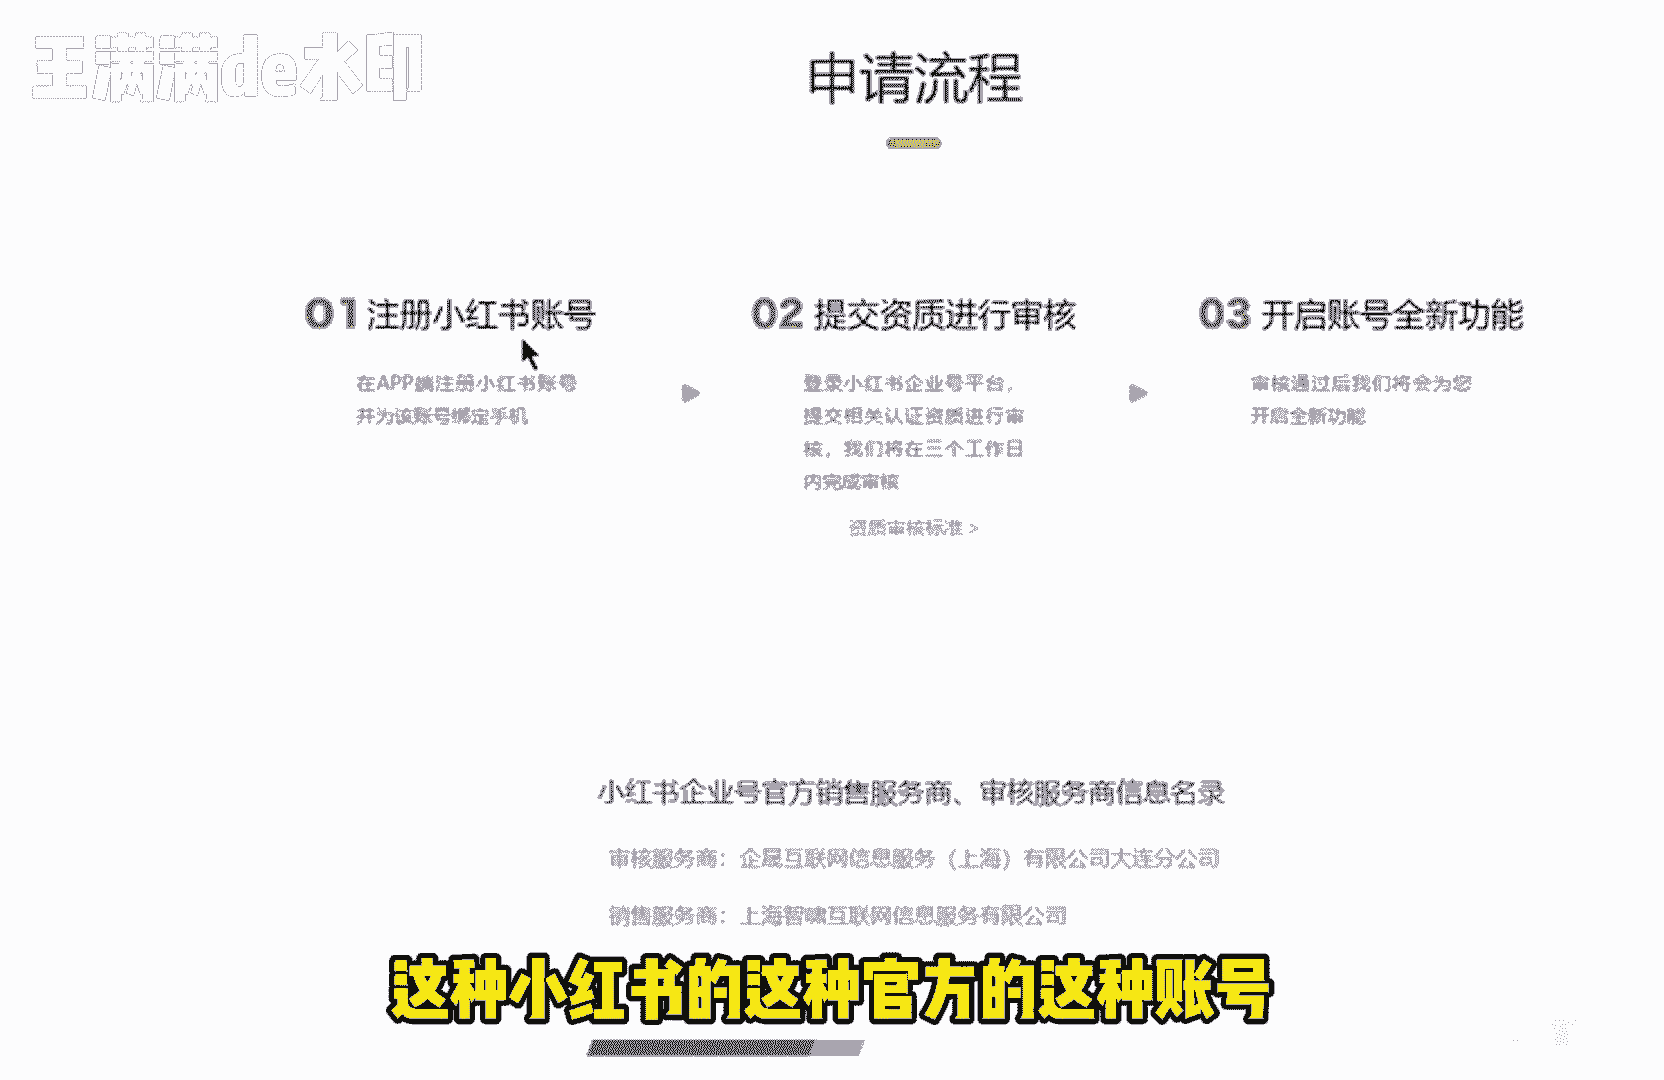 王满满de水印
申请流程
01 注册小红书账号
在APP端注册小红书账号
并为该账号绑定手机
02 提交资质进行审核
登录小红书企业号平台，
提交相关认证资质进行审
核，我们将在三个工作日
内完成审核
资质审核标准 >
03 开启账号全新功能
审核通过后我们将会为您
开启全新功能
小红书企业号官方销售服务商、审核服务商信息名录
审核服务商：企晟互联网信息服务（上海）有限公司大连分公司
销售服务商：上海智啸互联网信息服务有限公司
这种小红书的这种官方的这种账号